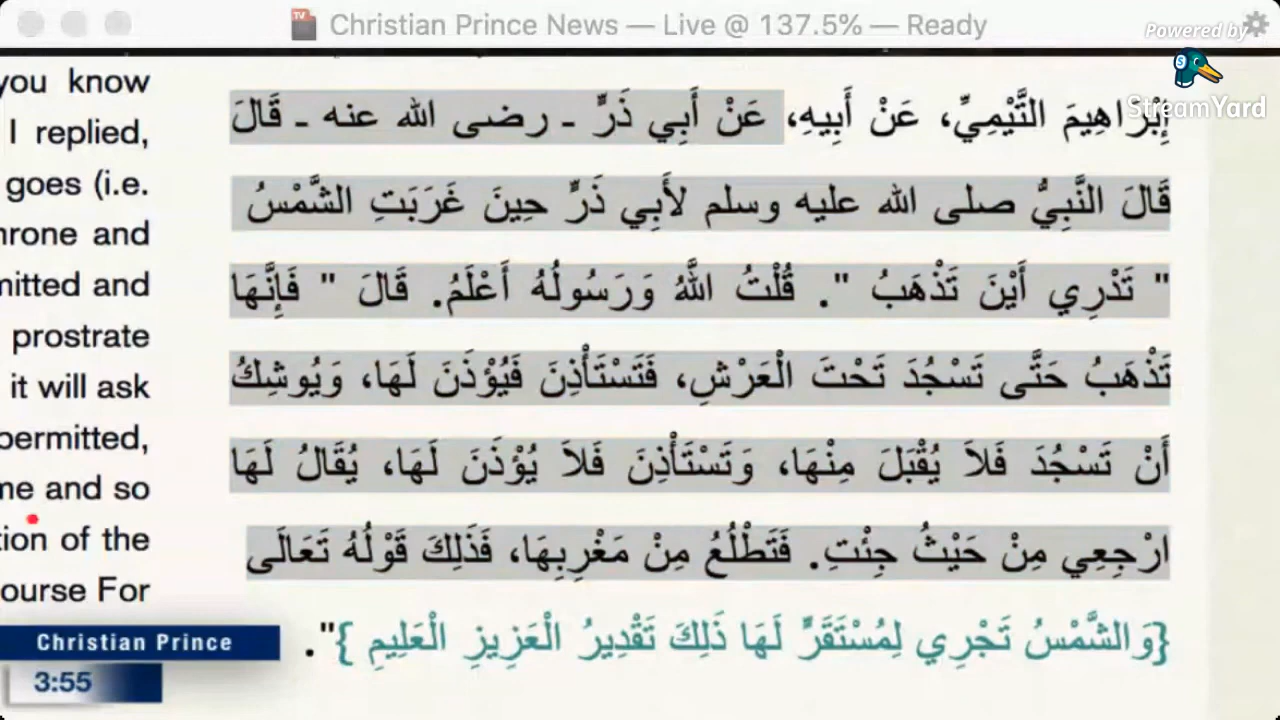 Christian Prince News — Live @ 137.5% — Ready
Powered by
StreamYard
you know
I replied,
goes (i.e.
hrone and
mitted and
prostrate
it will ask
permitted,
me and so
tion of the
ourse For
إِبْرَاهِيمَ التَّيْمِيِّ، عَنْ أَبِيهِ، عَنْ أَبِي ذَرٍّ ـ رضى الله عنه ـ قَالَ
قَالَ النَّبِيُّ صلى الله عليه وسلم لأَبِي ذَرٍّ حِينَ غَرَبَتِ الشَّمْسُ
" تَدْرِي أَيْنَ تَذْهَبُ ". قُلْتُ اللَّهُ وَرَسُولُهُ أَعْلَمُ. قَالَ " فَإِنَّهَا
تَذْهَبُ حَتَّى تَسْجُدَ تَحْتَ الْعَرْشِ، فَتَسْتَأْذِنَ فَيُؤْذَنَ لَهَا، وَيُوشِكُ
أَنْ تَسْجُدَ فَلاَ يُقْبَلَ مِنْهَا، وَتَسْتَأْذِنَ فَلاَ يُؤْذَنَ لَهَا، يُقَالُ لَهَا
ارْجِعِي مِنْ حَيْثُ جِئْتِ. فَتَطْلُعُ مِنْ مَغْرِبِهَا، فَذَلِكَ قَوْلُهُ تَعَالَى
{وَالشَّمْسُ تَجْرِي لِمُسْتَقَرٍّ لَهَا ذَلِكَ تَقْدِيرُ الْعَزِيزِ الْعَلِيمِ }".
Christian Prince
3:55